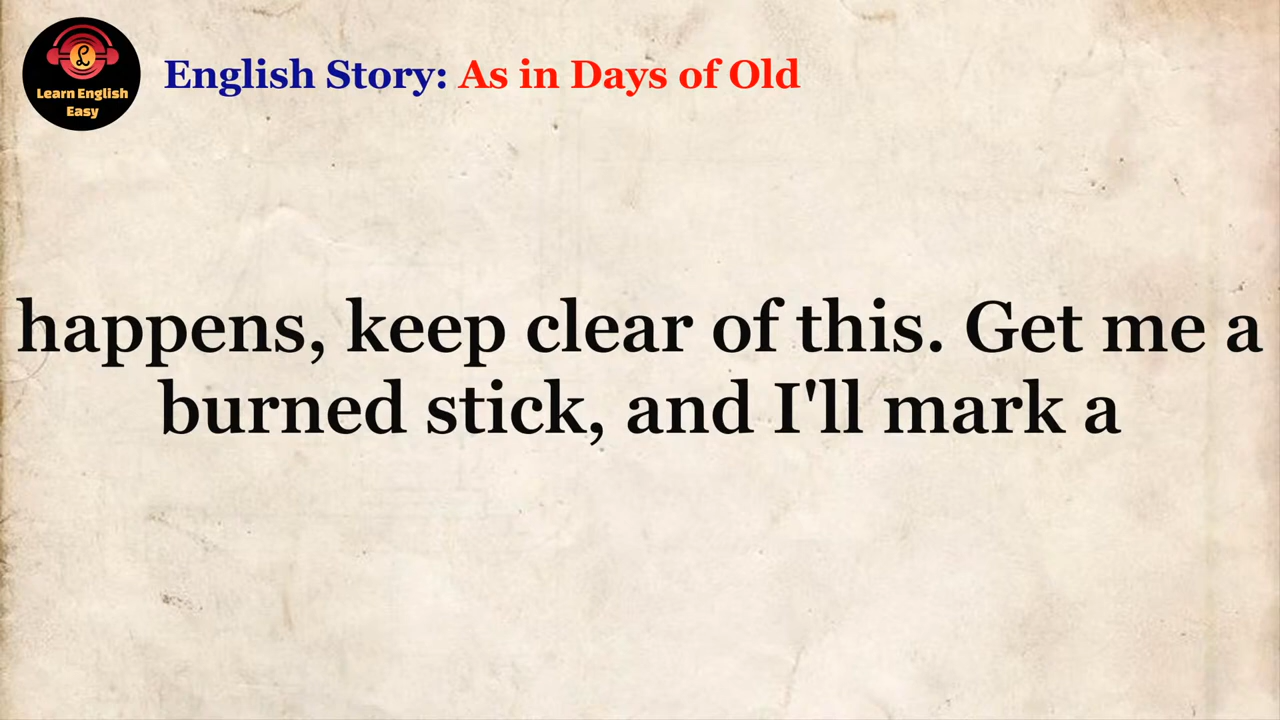 Learn English
Easy
English Story: As in Days of Old
happens, keep clear of this. Get me a
burned stick, and I'll mark a